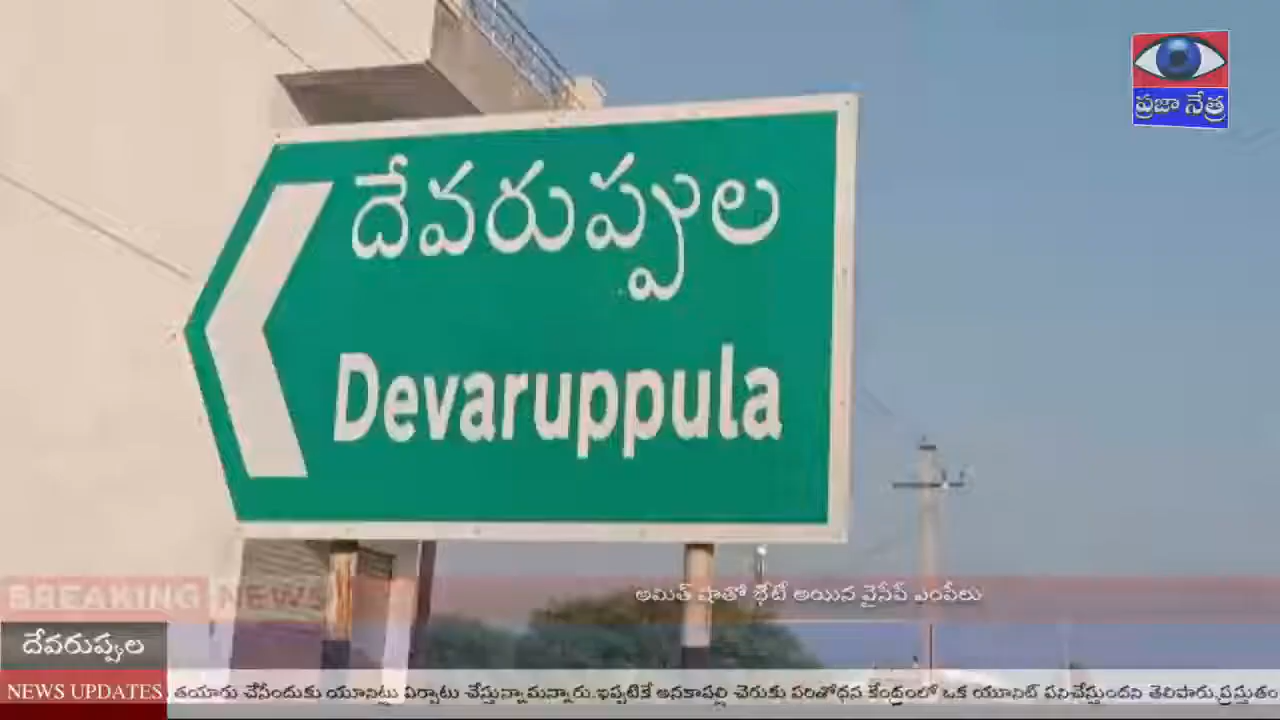 ప్రజా నేత్ర
దేవరుప్పుల
Devaruppula
BREAKING NEWS
అమిత్ షాతో భేటీ అయిన వైసీపీ ఎంపీలు
దేవరుప్పుల
NEWS UPDATES
తయారు చేసేందుకు యూనిట్లు ఏర్పాటు చేస్తున్నామన్నారు.ఇప్పటికే అనకాపల్లి చెరుకు పరిశోధన కేంద్రంలో ఒక యూనిట్ పనిచేస్తుందని తెలిపారు.ప్రస్తుతం